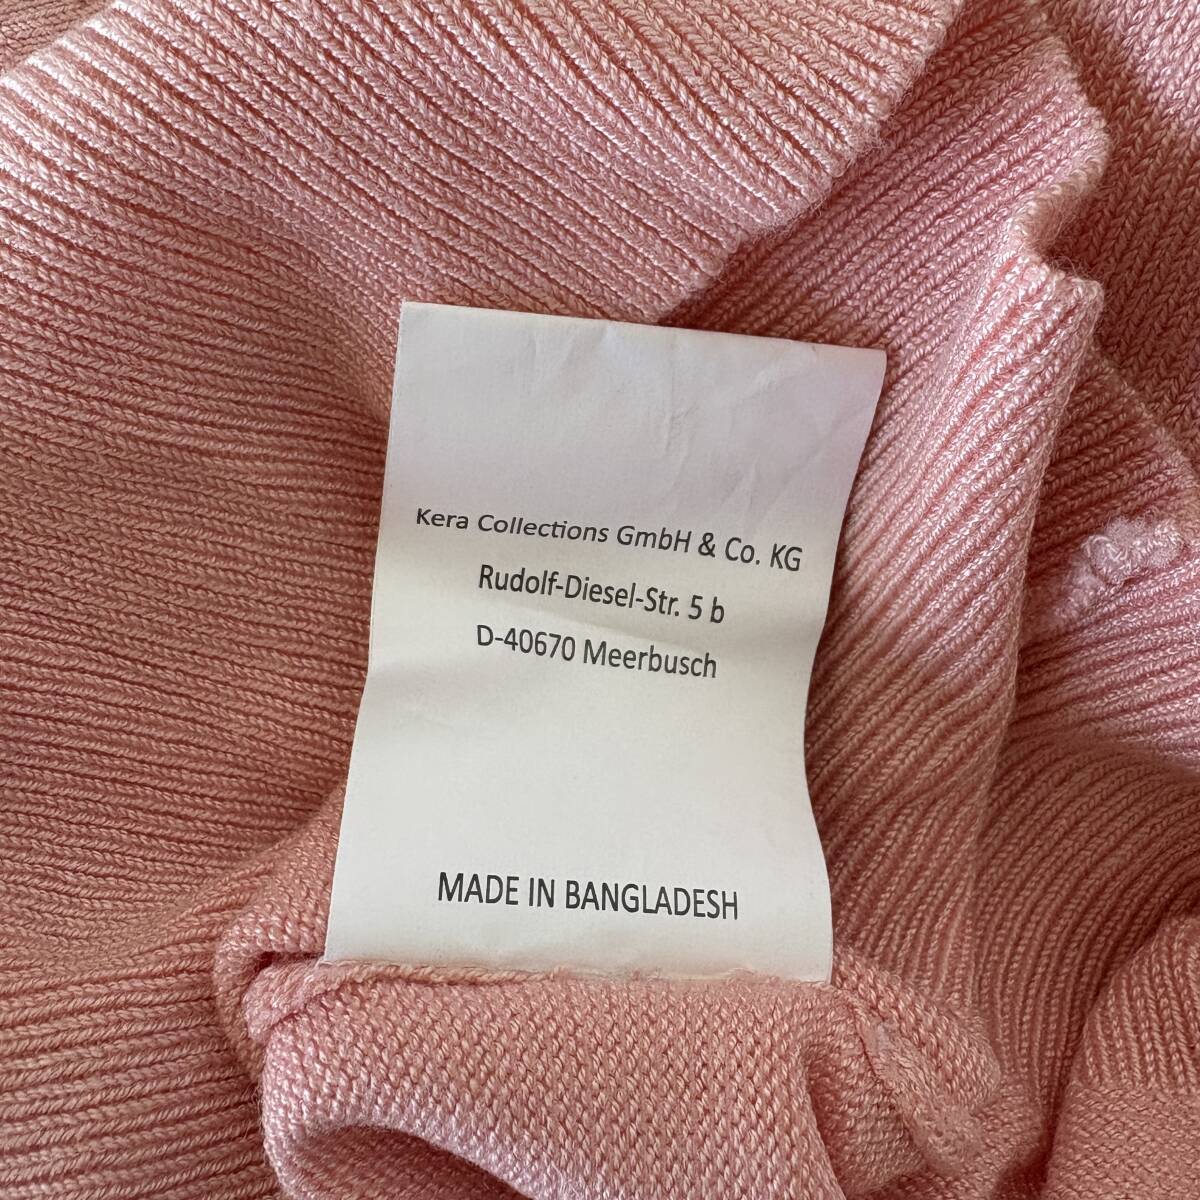 Kera Collections GmbH & Co. KG
Rudolf-Diesel-Str. 5 b
D-40670 Meerbusch
MADE IN BANGLADESH